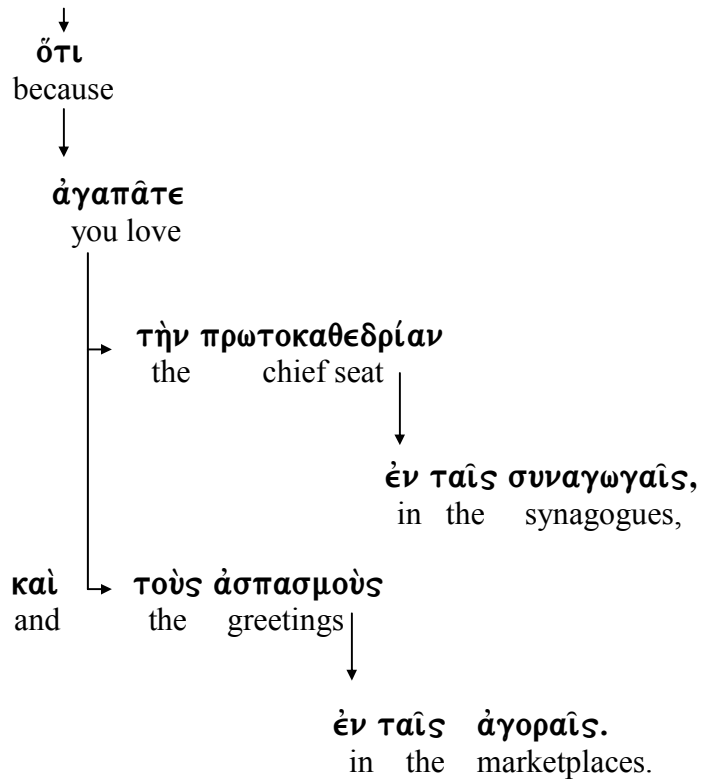 ὅτι
because
ἀγαπᾶτε
you love
τὴν πρωτοκαθεδρίαν
the chief seat
ἐν ταῖς συναγωγαῖς,
in the synagogues,
καὶ τοὺς ἀσπασμοὺς
and the greetings
ἐν ταῖς ἀγοραῖς.
in the marketplaces.